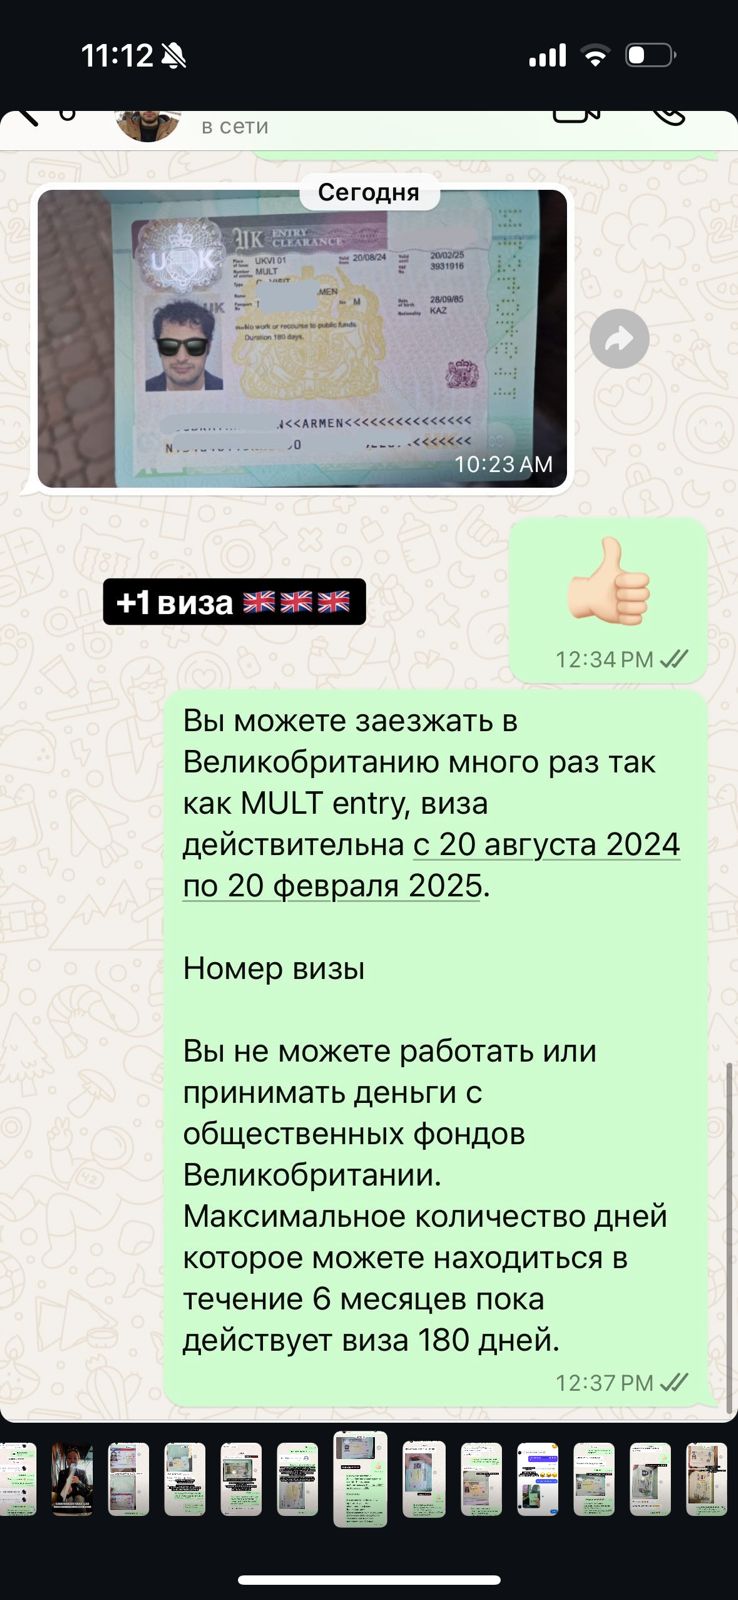 11:12
в сети
Сегодня
UK ENTRY CLEARANCE
UKVI 01 20/08/24 20/02/25
MULT 3931916
MEN M 28/09/85
KAZ
No work or recourse to public funds.
Duration 180 days.
<<ARMEN<<<<<<<<<<<<<<<
10:23 AM
+1 виза 🇬🇧🇬🇧🇬🇧
👍🏻
12:34 PM
Вы можете заезжать в
Великобританию много раз так
как MULT entry, виза
действительна с 20 августа 2024
по 20 февраля 2025.
Номер визы
Вы не можете работать или
принимать деньги с
общественных фондов
Великобритании.
Максимальное количество дней
которое можете находиться в
течение 6 месяцев пока
действует виза 180 дней.
12:37 PM